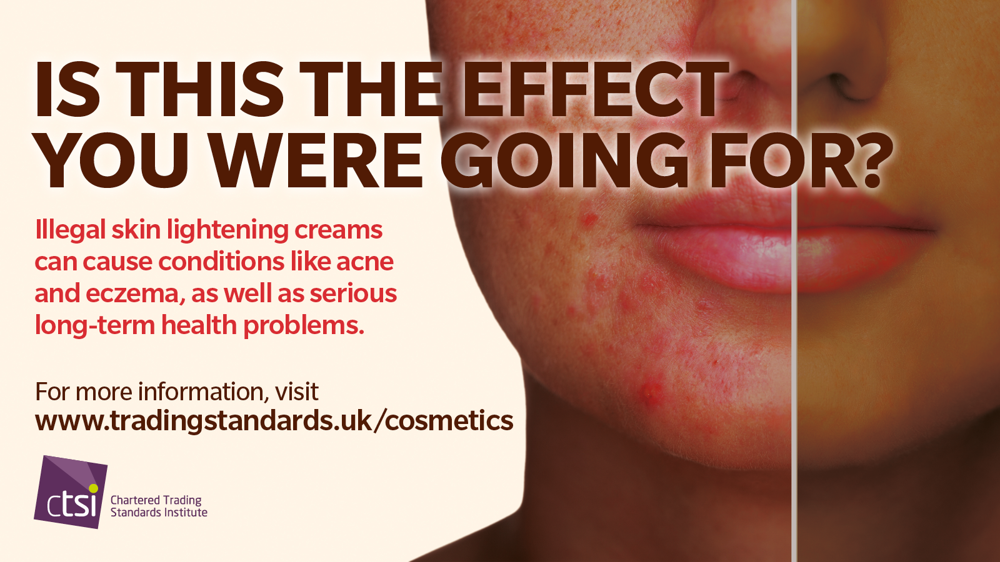 IS THIS THE EFFECT
YOU WERE GOING FOR?
Illegal skin lightening creams
can cause conditions like acne
and eczema, as well as serious
long-term health problems.
For more information, visit
www.tradingstandards.uk/cosmetics
ctsi
Chartered Trading
Standards Institute